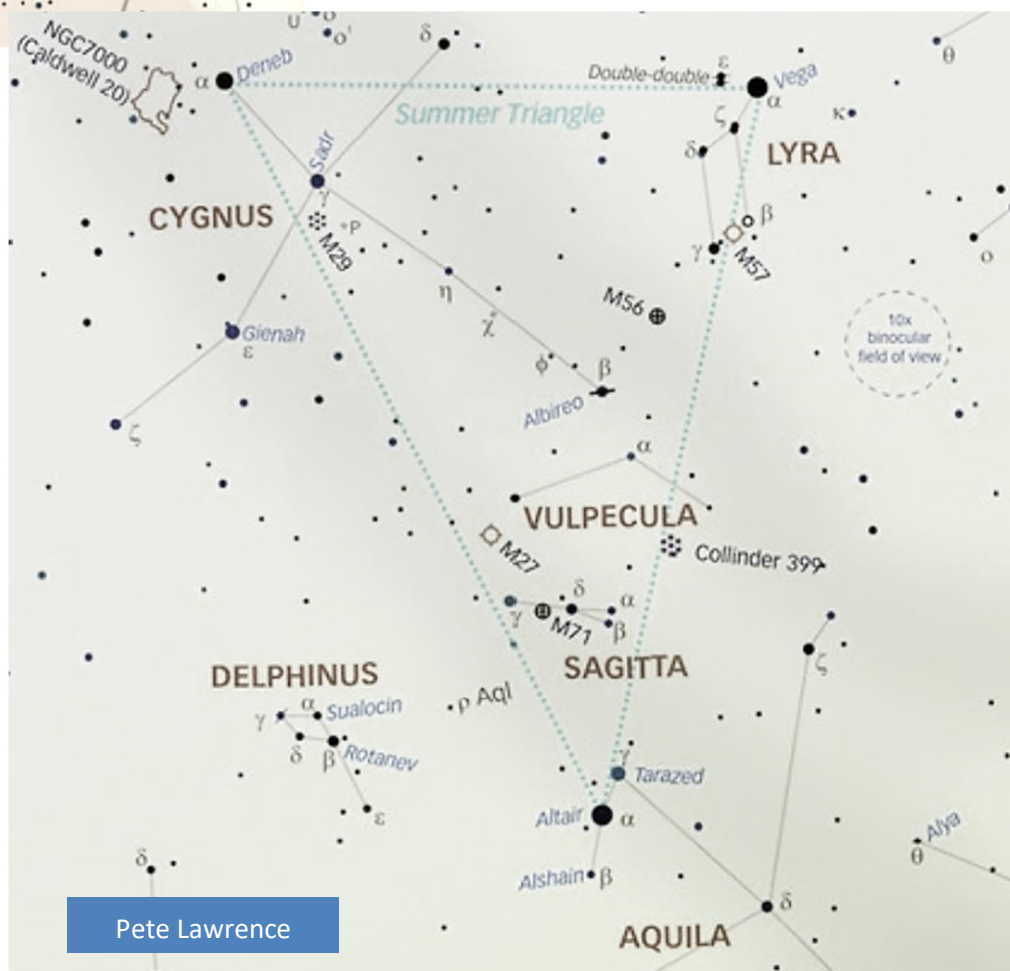 υ
ο¹
δ
θ
NGC7000
(Caldwell 20)
α
Deneb
Double-double
ε
Vega
α
Summer Triangle
κ
Sadr
γ
ζ
δ
LYRA
CYGNUS
P
M29
β
γ
M57
ο
η
χ
M56
10x
binocular
field of view
Gienah
ε
φ
β
Albireo
ζ
α
VULPECULA
M27
Collinder 399
γ
δ
α
M71
β
SAGITTA
ζ
DELPHINUS
ρ Aql
γ
α
Sualocin
δ
β
Rotanev
ε
γ
Tarazed
Altair
α
Alya
θ
δ
Alshain
β
δ
AQUILA
Pete Lawrence